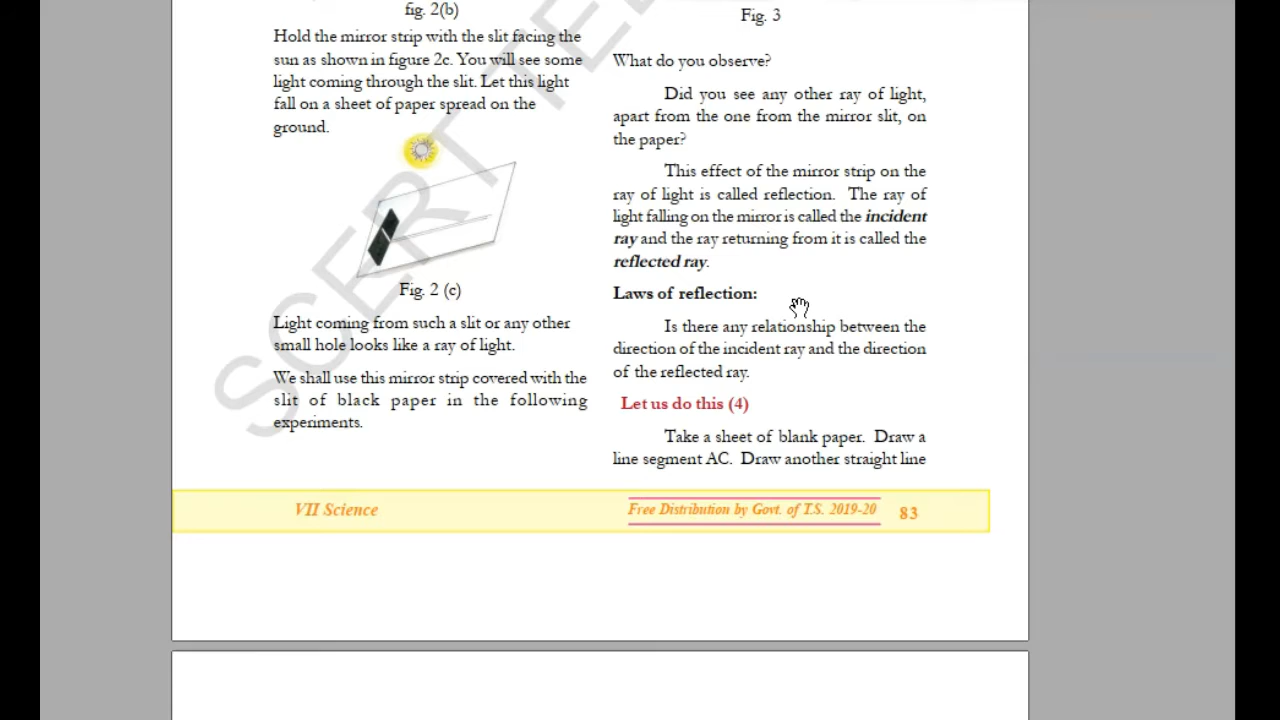 fig. 2(b)
Hold the mirror strip with the slit facing the
sun as shown in figure 2c. You will see some
light coming through the slit. Let this light
fall on a sheet of paper spread on the
ground.
Fig. 2 (c)
Light coming from such a slit or any other
small hole looks like a ray of light.
We shall use this mirror strip covered with the
slit of black paper in the following
experiments.
Fig. 3
What do you observe?
Did you see any other ray of light,
apart from the one from the mirror slit, on
the paper?
This effect of the mirror strip on the
ray of light is called reflection. The ray of
light falling on the mirror is called the incident
ray and the ray returning from it is called the
reflected ray.
Laws of reflection:
Is there any relationship between the
direction of the incident ray and the direction
of the reflected ray.
Let us do this (4)
Take a sheet of blank paper. Draw a
line segment AC. Draw another straight line
VII Science
Free Distribution by Govt. of T.S. 2019-20
83
SCERT TE